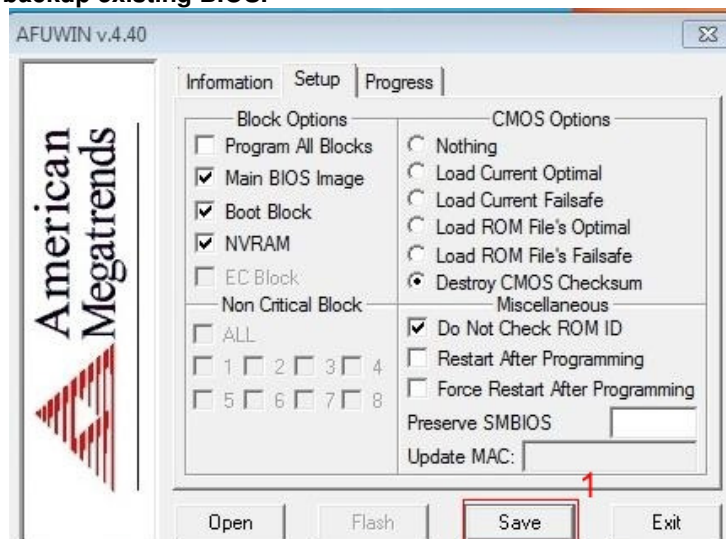 backup existing BIOS.
AFUWIN v.4.40
American
Megatrends
Information Setup Progress
Block Options
Program All Blocks
Main BIOS Image
Boot Block
NVRAM
EC Block
Non Critical Block
ALL
1 2 3 4
5 6 7 8
CMOS Options
Nothing
Load Current Optimal
Load Current Failsafe
Load ROM File's Optimal
Load ROM File's Failsafe
Destroy CMOS Checksum
Miscellaneous
Do Not Check ROM ID
Restart After Programming
Force Restart After Programming
Preserve SMBIOS
Update MAC:
1
Open Flash Save Exit